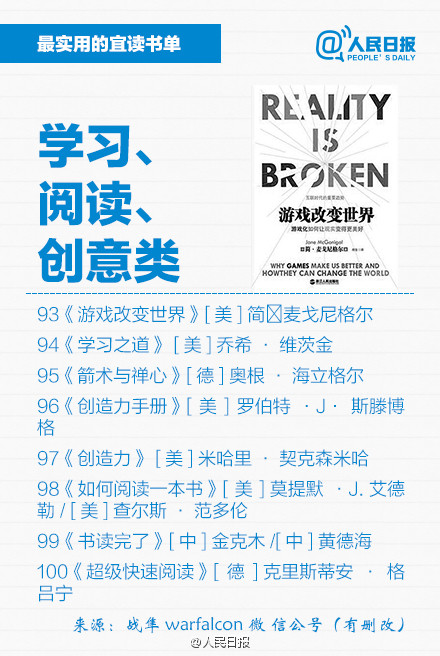 最实用的宜读书单
@人民日报
PEOPLE'S DAILY
学习、
阅读、
创意类
REALITY
IS
BROKEN
互联时代的重要趋势
游戏改变世界
游戏化如何让现实变得更美好
Jane McGonigal
[美]简·麦戈尼格尔◎著
WHY GAMES MAKE US BETTER AND
HOWTHEY CAN CHANGE THE WORLD
93《游戏改变世界》[美]简☒麦戈尼格尔
94《学习之道》[美]乔希 · 维茨金
95《箭术与禅心》[德]奥根 · 海立格尔
96《创造力手册》[美] 罗伯特 ·J· 斯滕博
格
97《创造力》[美]米哈里 · 契克森米哈
98《如何阅读一本书》[美]莫提默 ·J. 艾德
勒 /[美]查尔斯 · 范多伦
99《书读完了》[中]金克木 /[中]黄德海
100《超级快速阅读》[德]克里斯蒂安 · 格
吕宁
来源：战隼 warfalcon 微信公号（有删改）
@人民日报